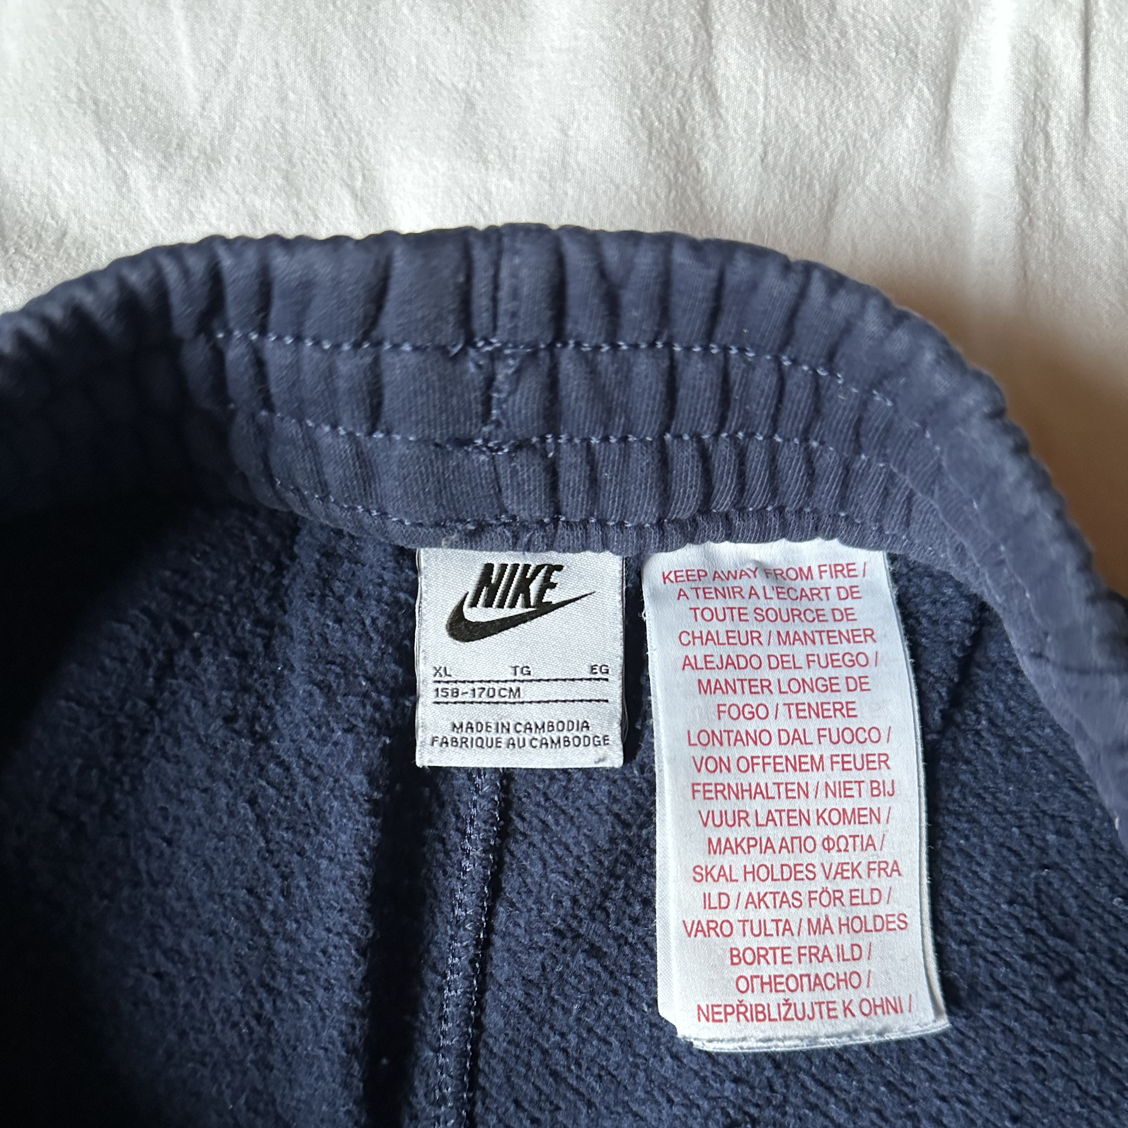 NIKE
XL TG EG
158-170CM
MADE IN CAMBODIA
FABRIQUE AU CAMBODGE
KEEP AWAY FROM FIRE /
A TENIR A L'ECART DE
TOUTE SOURCE DE
CHALEUR / MANTENER
ALEJADO DEL FUEGO /
MANTER LONGE DE
FOGO / TENERE
LONTANO DAL FUOCO /
VON OFFENEM FEUER
FERNHALTEN / NIET BIJ
VUUR LATEN KOMEN /
ΜΑΚΡΙΑ ΑΠΟ ΦΩΤΙΑ /
SKAL HOLDES VÆK FRA
ILD / AKTAS FÖR ELD /
VARO TULTA / MÅ HOLDES
BORTE FRA ILD /
ОГНЕОПАСНО /
NEPŘIBLIŽUJTE K OHNI /